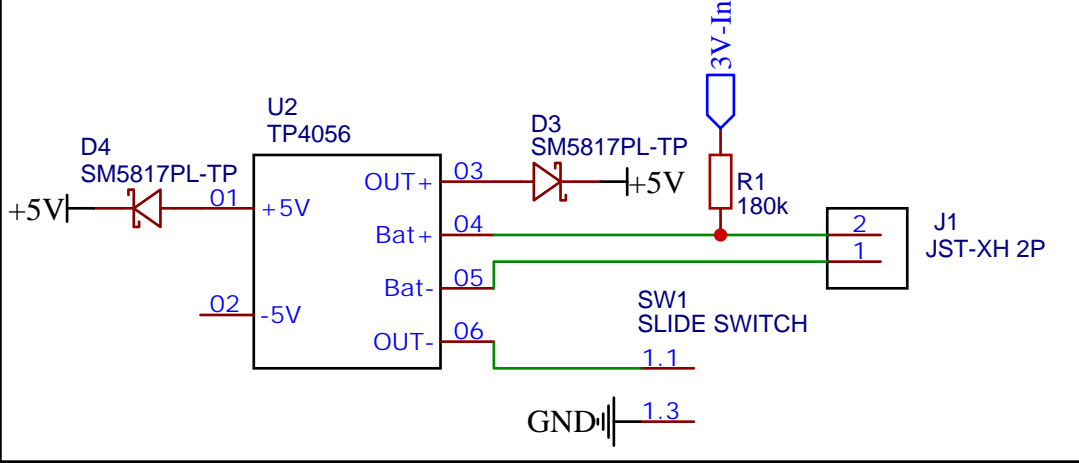 3V-In
U2
TP4056
D4
SM5817PL-TP
D3
SM5817PL-TP
+5V
01
+5V
OUT+
03
+5V
R1
180k
Bat+
04
2
1
J1
JST-XH 2P
Bat-
05
02
-5V
SW1
SLIDE SWITCH
OUT-
06
1.1
GND
1.3